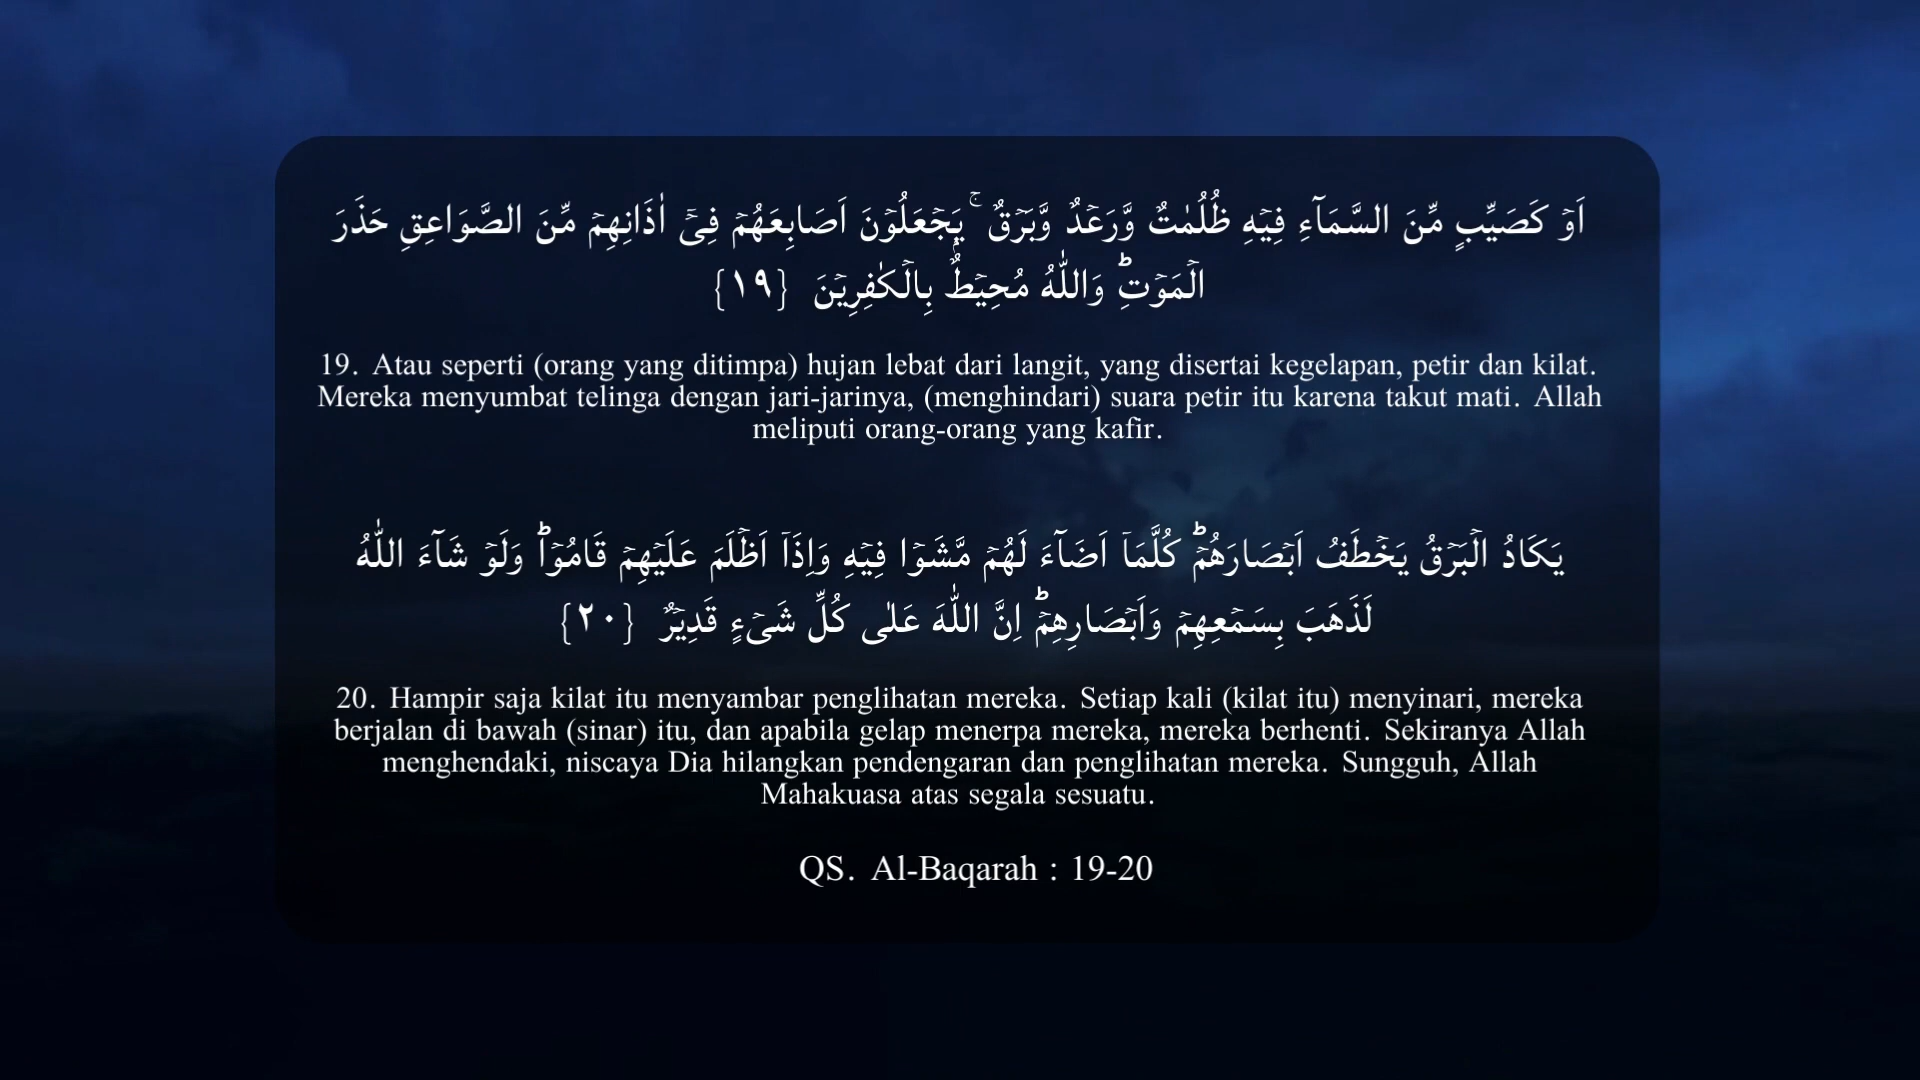 اَوۡ كَصَيِّبٍ مِّنَ السَّمَآءِ فِيۡهِ ظُلُمٰتٌ وَّرَعۡدٌ وَّبَرۡقٌ‌ ۚ يَجۡعَلُوۡنَ اَصَابِعَهُمۡ فِىۡٓ اٰذَانِهِمۡ مِّنَ الصَّوَاعِقِ حَذَرَ
الۡمَوۡتِ‌ؕ وَاللّٰهُ مُحِيۡطٌۢ بِالۡكٰفِرِيۡنَ {١٩}
19. Atau seperti (orang yang ditimpa) hujan lebat dari langit, yang disertai kegelapan, petir dan kilat.
Mereka menyumbat telinga dengan jari-jarinya, (menghindari) suara petir itu karena takut mati. Allah
meliputi orang-orang yang kafir.
يَكَادُ الۡبَرۡقُ يَخۡطَفُ اَبۡصَارَهُمۡ‌ؕ كُلَّمَاۤ اَضَآءَ لَهُمۡ مَّشَوۡا فِيۡهِ وَاِذَاۤ اَظۡلَمَ عَلَيۡهِمۡ قَامُوۡا‌ؕ وَلَوۡ شَآءَ اللّٰهُ
لَذَهَبَ بِسَمۡعِهِمۡ وَاَبۡصَارِهِمۡ‌ؕ اِنَّ اللّٰهَ عَلٰى كُلِّ شَىۡءٍ قَدِيۡرٌ {٢٠}
20. Hampir saja kilat itu menyambar penglihatan mereka. Setiap kali (kilat itu) menyinari, mereka
berjalan di bawah (sinar) itu, dan apabila gelap menerpa mereka, mereka berhenti. Sekiranya Allah
menghendaki, niscaya Dia hilangkan pendengaran dan penglihatan mereka. Sungguh, Allah
Mahakuasa atas segala sesuatu.
QS. Al-Baqarah : 19-20